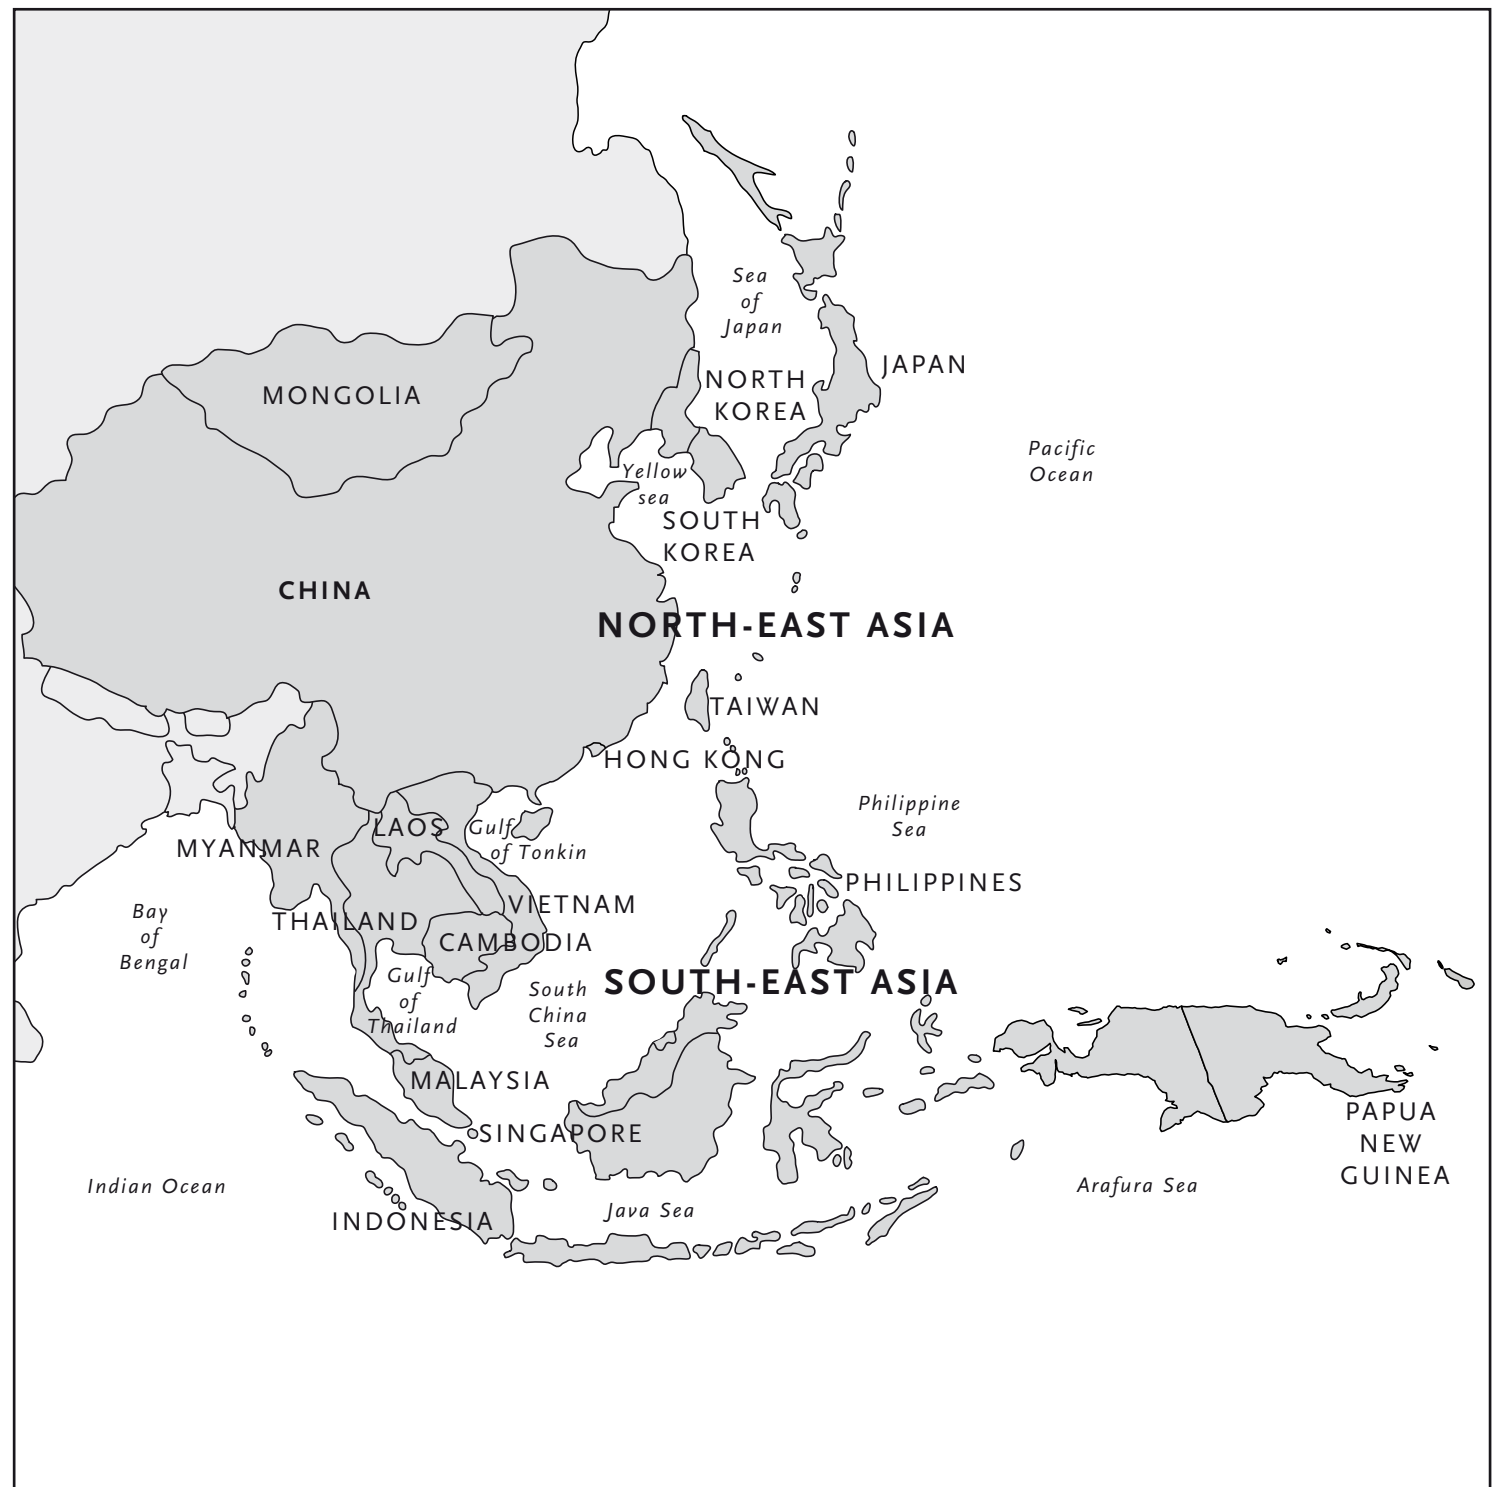 Sea
of
Japan
JAPAN
NORTH
KOREA
MONGOLIA
Pacific
Ocean
Yellow
sea
SOUTH
KOREA
CHINA
NORTH-EAST ASIA
TAIWAN
HONG KONG
Philippine
Sea
LAOS
Gulf
of Tonkin
MYANMAR
PHILIPPINES
VIETNAM
Bay
of
Bengal
THAILAND
CAMBODIA
Gulf
of
Thailand
South
China
Sea
SOUTH-EAST ASIA
MALAYSIA
SINGAPORE
PAPUA
NEW
GUINEA
Indian Ocean
Arafura Sea
Java Sea
INDONESIA